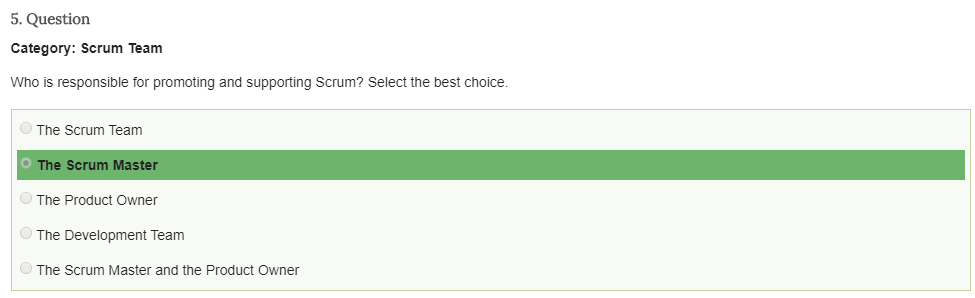 5. Question
Category: Scrum Team
Who is responsible for promoting and supporting Scrum? Select the best choice.
The Scrum Team
The Scrum Master
The Product Owner
The Development Team
The Scrum Master and the Product Owner